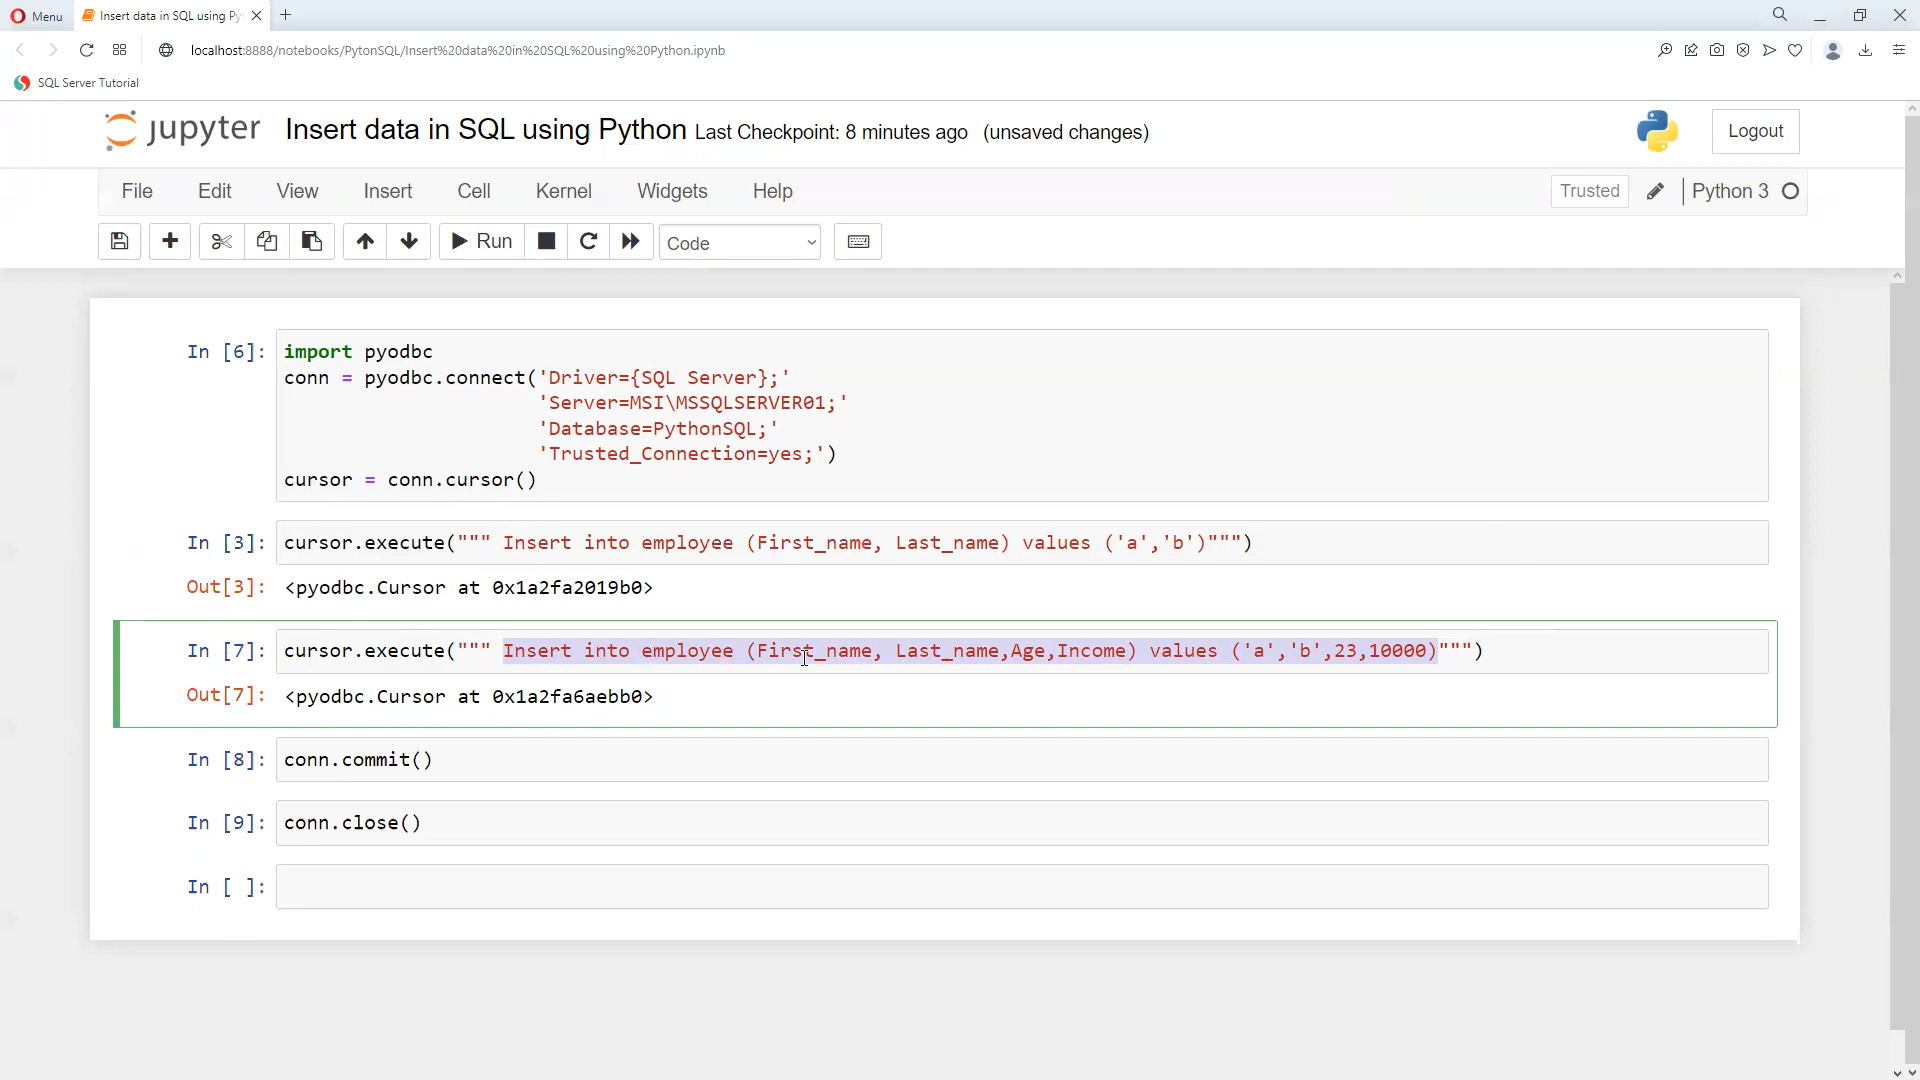 Menu
Insert data in SQL using Py
localhost:8888/notebooks/PytonSQL/Insert%20data%20in%20SQL%20using%20Python.ipynb
SQL Server Tutorial
jupyter Insert data in SQL using Python Last Checkpoint: 8 minutes ago (unsaved changes)
Logout
File Edit View Insert Cell Kernel Widgets Help
Trusted Python 3
Run Code
In [6]: import pyodbc
conn = pyodbc.connect('Driver={SQL Server};'
'Server=MSI\MSSQLSERVER01;'
'Database=PythonSQL;'
'Trusted_Connection=yes;')
cursor = conn.cursor()
In [3]: cursor.execute(""" Insert into employee (First_name, Last_name) values ('a','b')""")
Out[3]: <pyodbc.Cursor at 0x1a2fa2019b0>
In [7]: cursor.execute(""" Insert into employee (First_name, Last_name,Age,Income) values ('a','b',23,10000)""")
Out[7]: <pyodbc.Cursor at 0x1a2fa6aebb0>
In [8]: conn.commit()
In [9]: conn.close()
In [ ]: